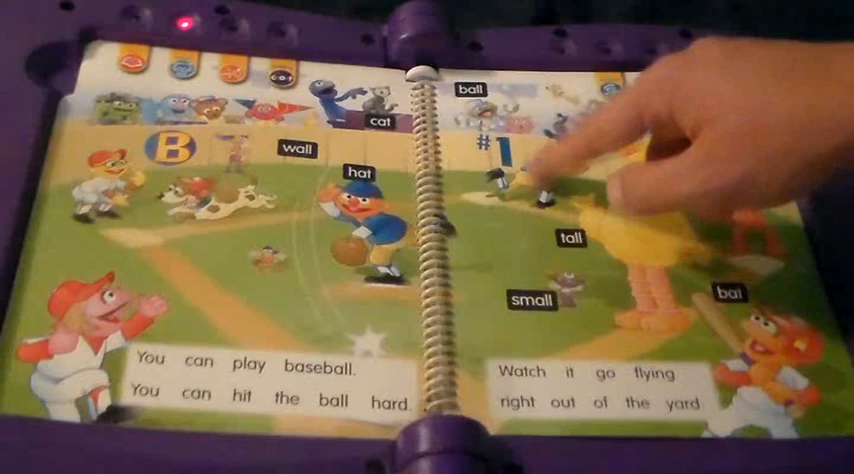 ball
cat
B
wall
#1
hat
tall
small
bat
You can play baseball.
You can hit the ball hard.
Watch it go flying
right out of the yard